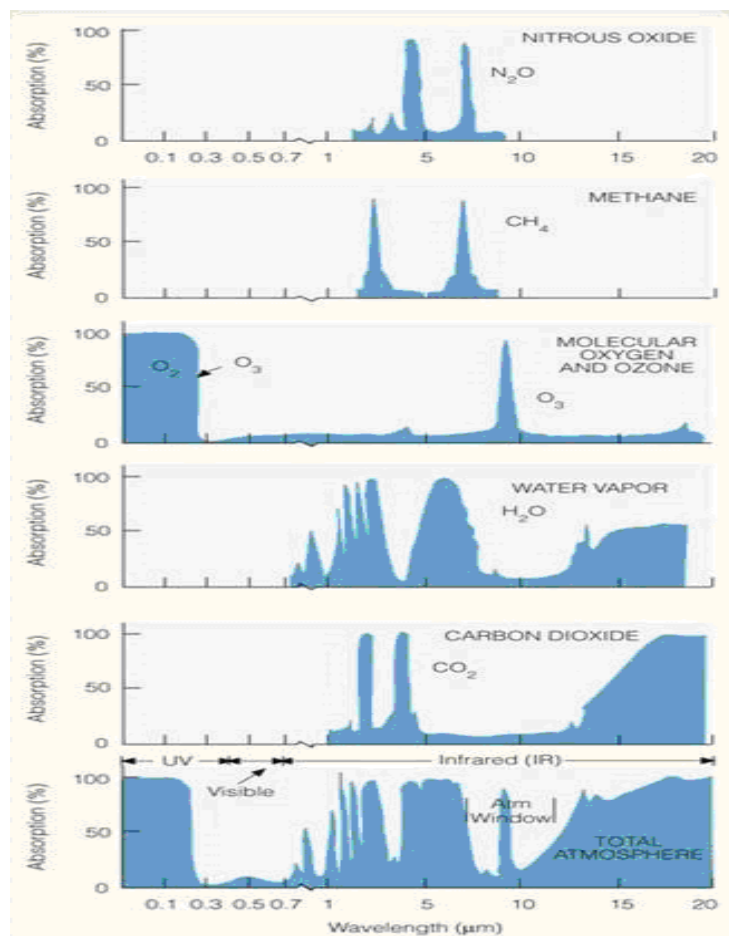 Absorption (%)
100
50
0
NITROUS OXIDE
N₂O
0.1 0.3 0.5 0.7 1 5 10 15 20
Absorption (%)
100
50
0
METHANE
CH₄
Absorption (%)
100
50
0
MOLECULAR
OXYGEN
AND OZONE
O₂
O₃
O₃
Absorption (%)
100
50
0
WATER VAPOR
H₂O
Absorption (%)
100
50
0
CARBON DIOXIDE
CO₂
UV
Visible
Infrared (IR)
Absorption (%)
100
50
0
Atm
Window
TOTAL
ATMOSPHERE
0.1 0.3 0.5 0.7 1 5 10 15 20
Wavelength (μm)